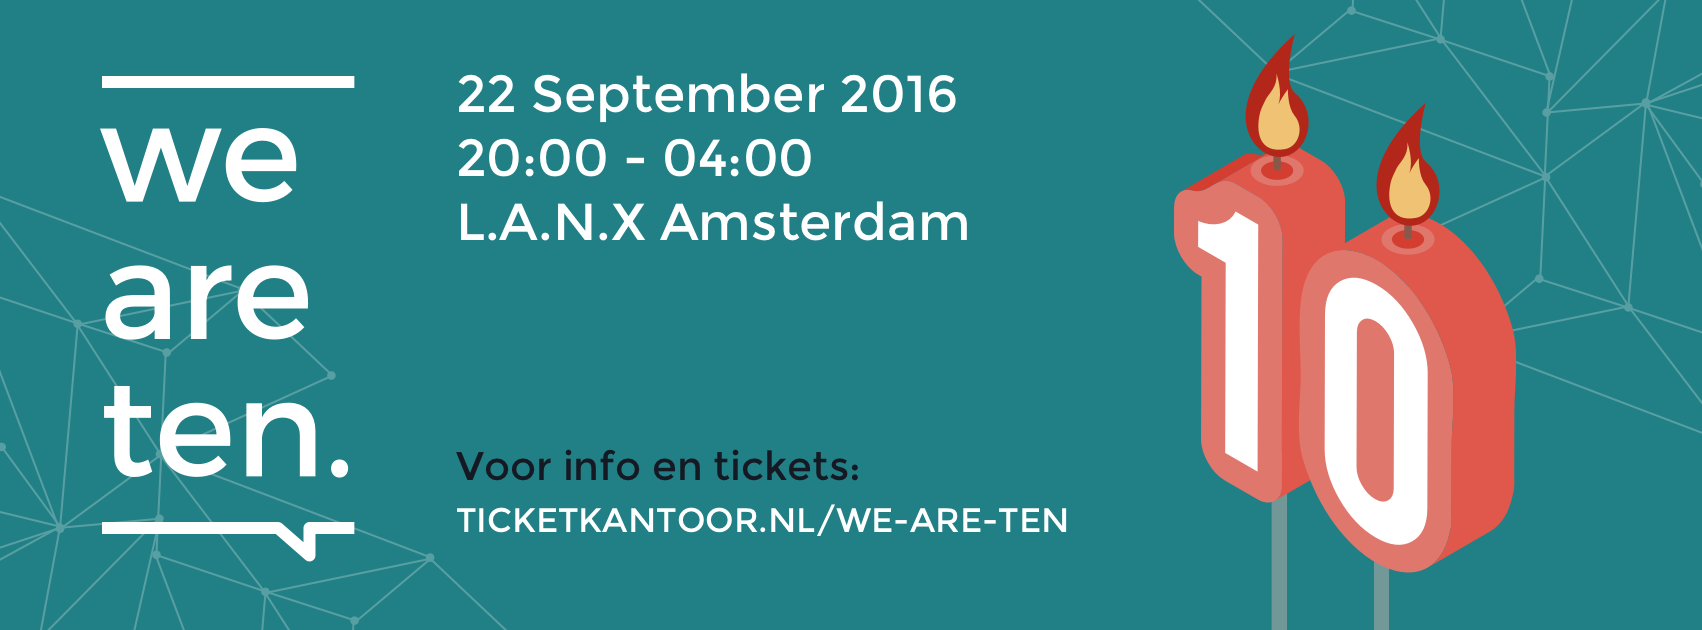 we
are
ten.
22 September 2016
20:00 - 04:00
L.A.N.X Amsterdam
Voor info en tickets:
TICKETKANTOOR.NL/WE-ARE-TEN
10